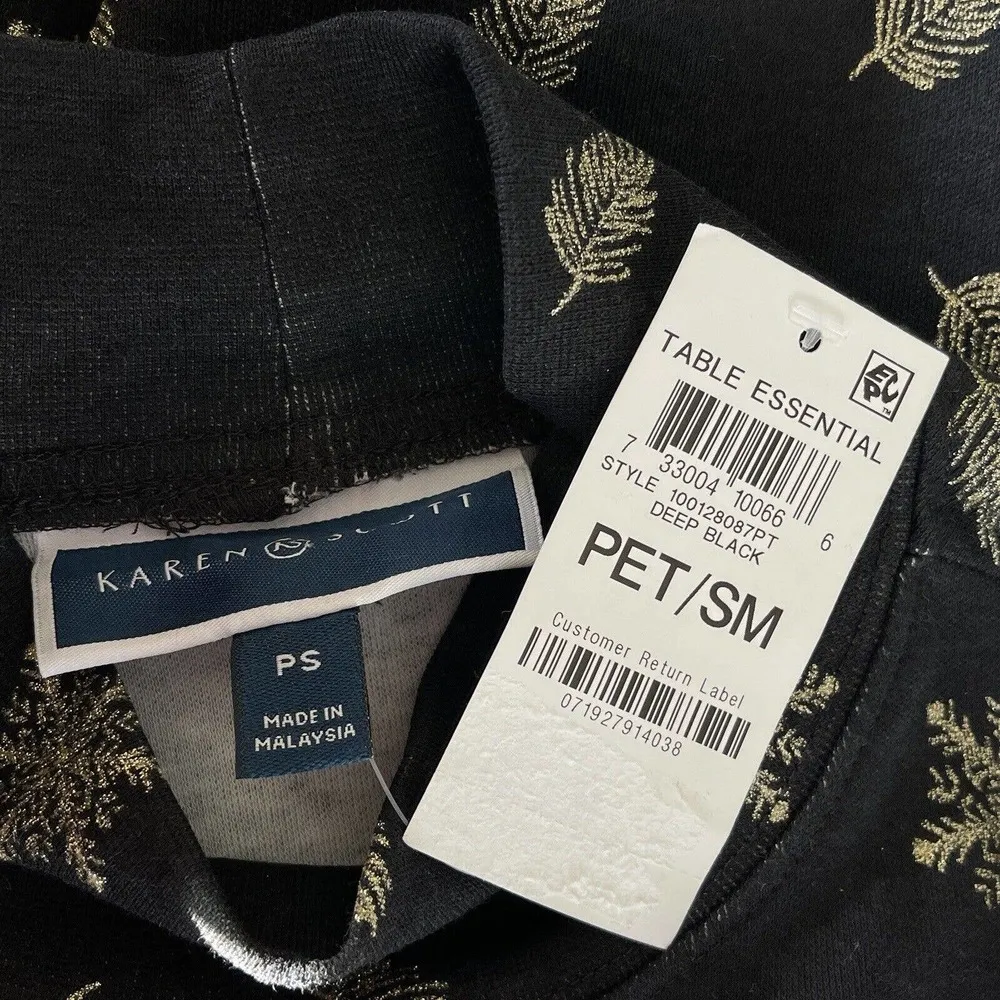 KAREN SCOTT
PS
MADE IN
MALAYSIA
TABLE ESSENTIAL
7 33004 10066 6
STYLE 100128087PT
DEEP BLACK
PET/SM
Customer Return Label
071927914038